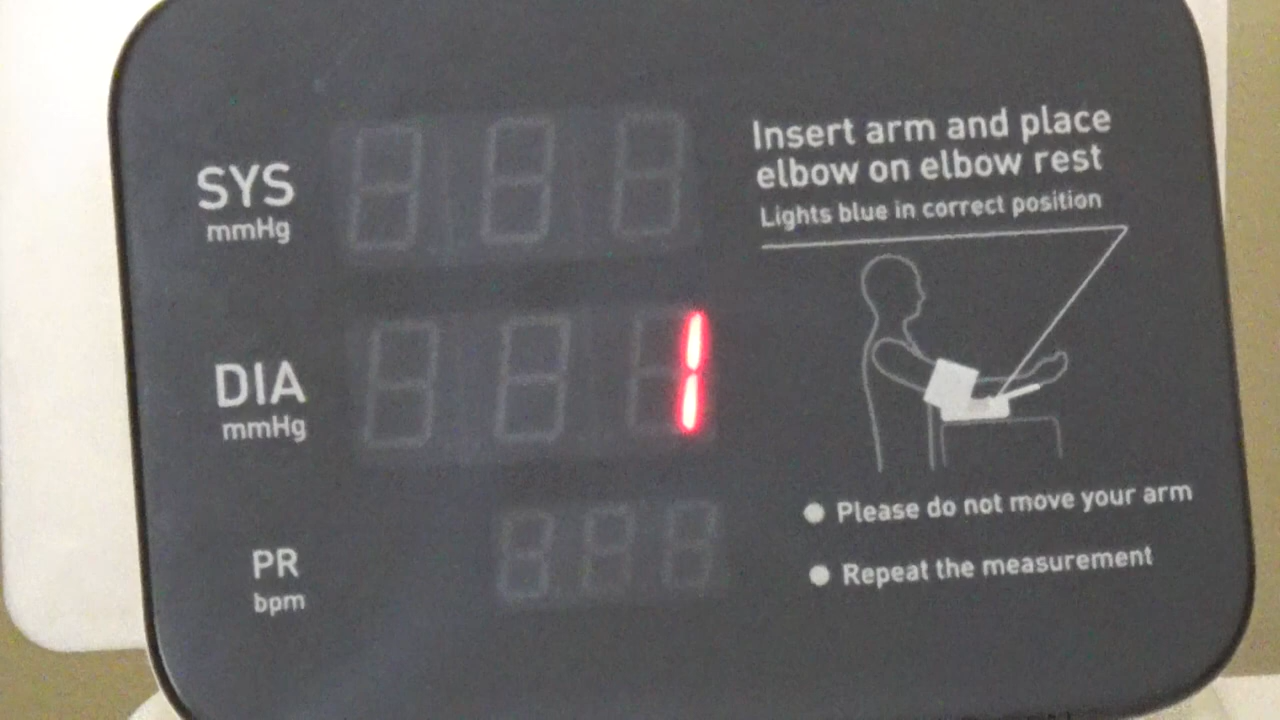 SYS
mmHg
DIA
mmHg
1
PR
bpm
Insert arm and place
elbow on elbow rest
Lights blue in correct position
Please do not move your arm
Repeat the measurement